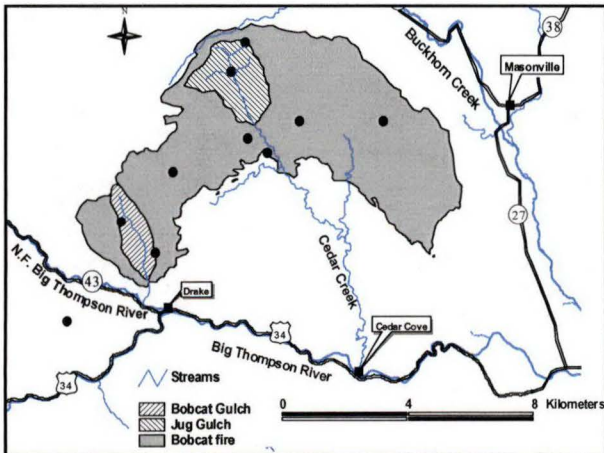 N
38
Buckhorn Creek
Masonville
27
Cedar Creek
N.F. Big Thompson River
43
Drake
34
Big Thompson River
Cedar Cove
34
Streams
Bobcat Gulch
Jug Gulch
Bobcat fire
0 4 8 Kilometers